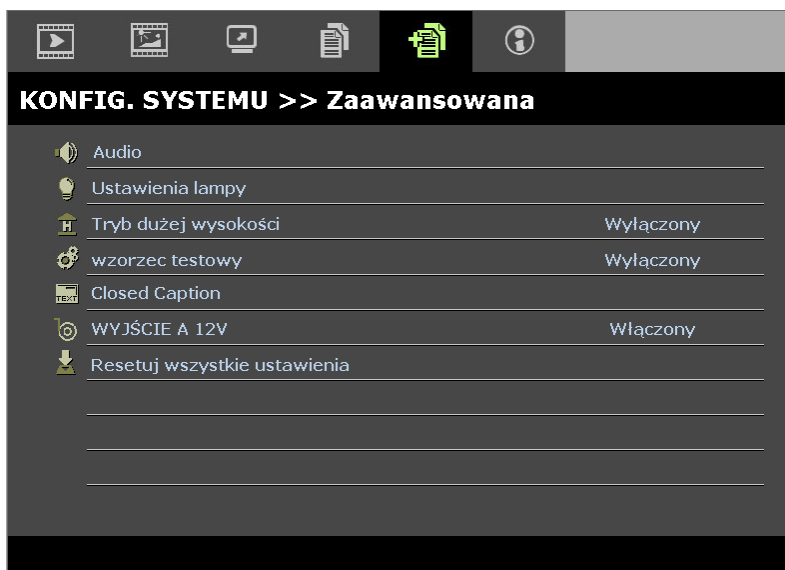 KONFIG. SYSTEMU >> Zaawansowana
Audio
Ustawienia lampy
H Tryb dużej wysokości Wyłączony
wzorzec testowy Wyłączony
TEXT Closed Caption
WYJŚCIE A 12V Włączony
Resetuj wszystkie ustawienia